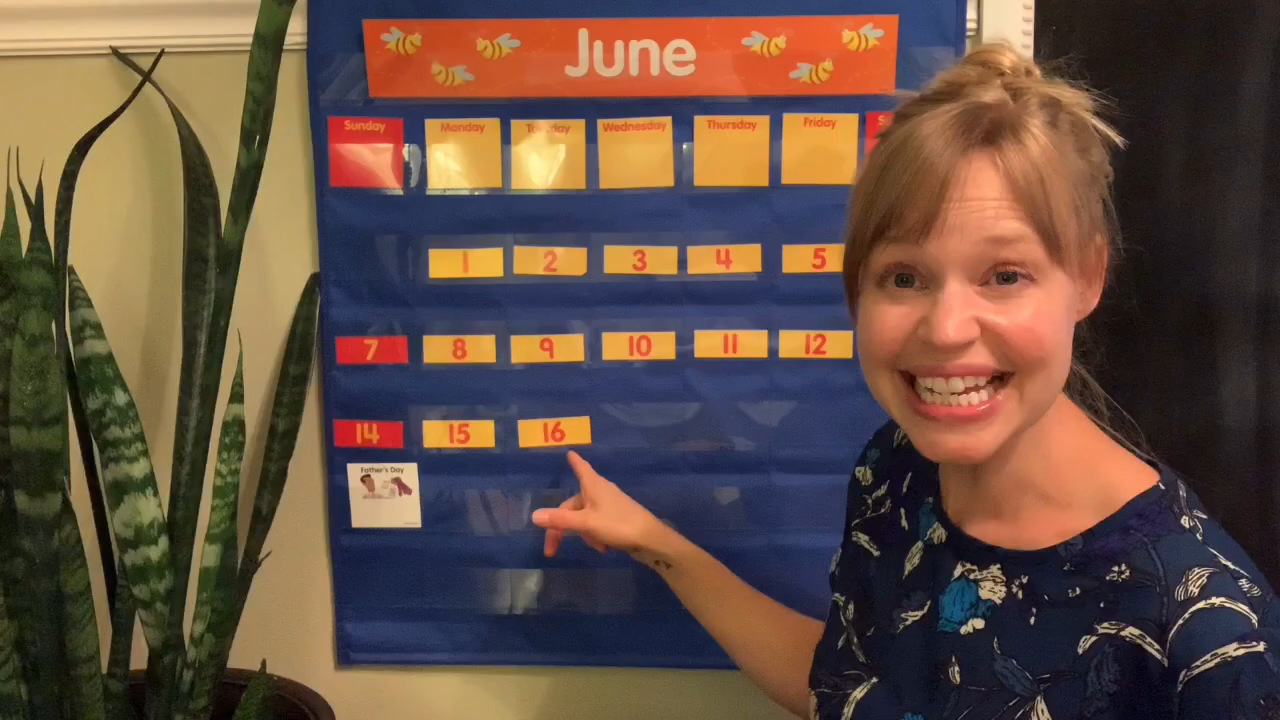 June
Sunday Monday Tuesday Wednesday Thursday Friday
1 2 3 4 5
7 8 9 10 11 12
14 15 16
Father's Day